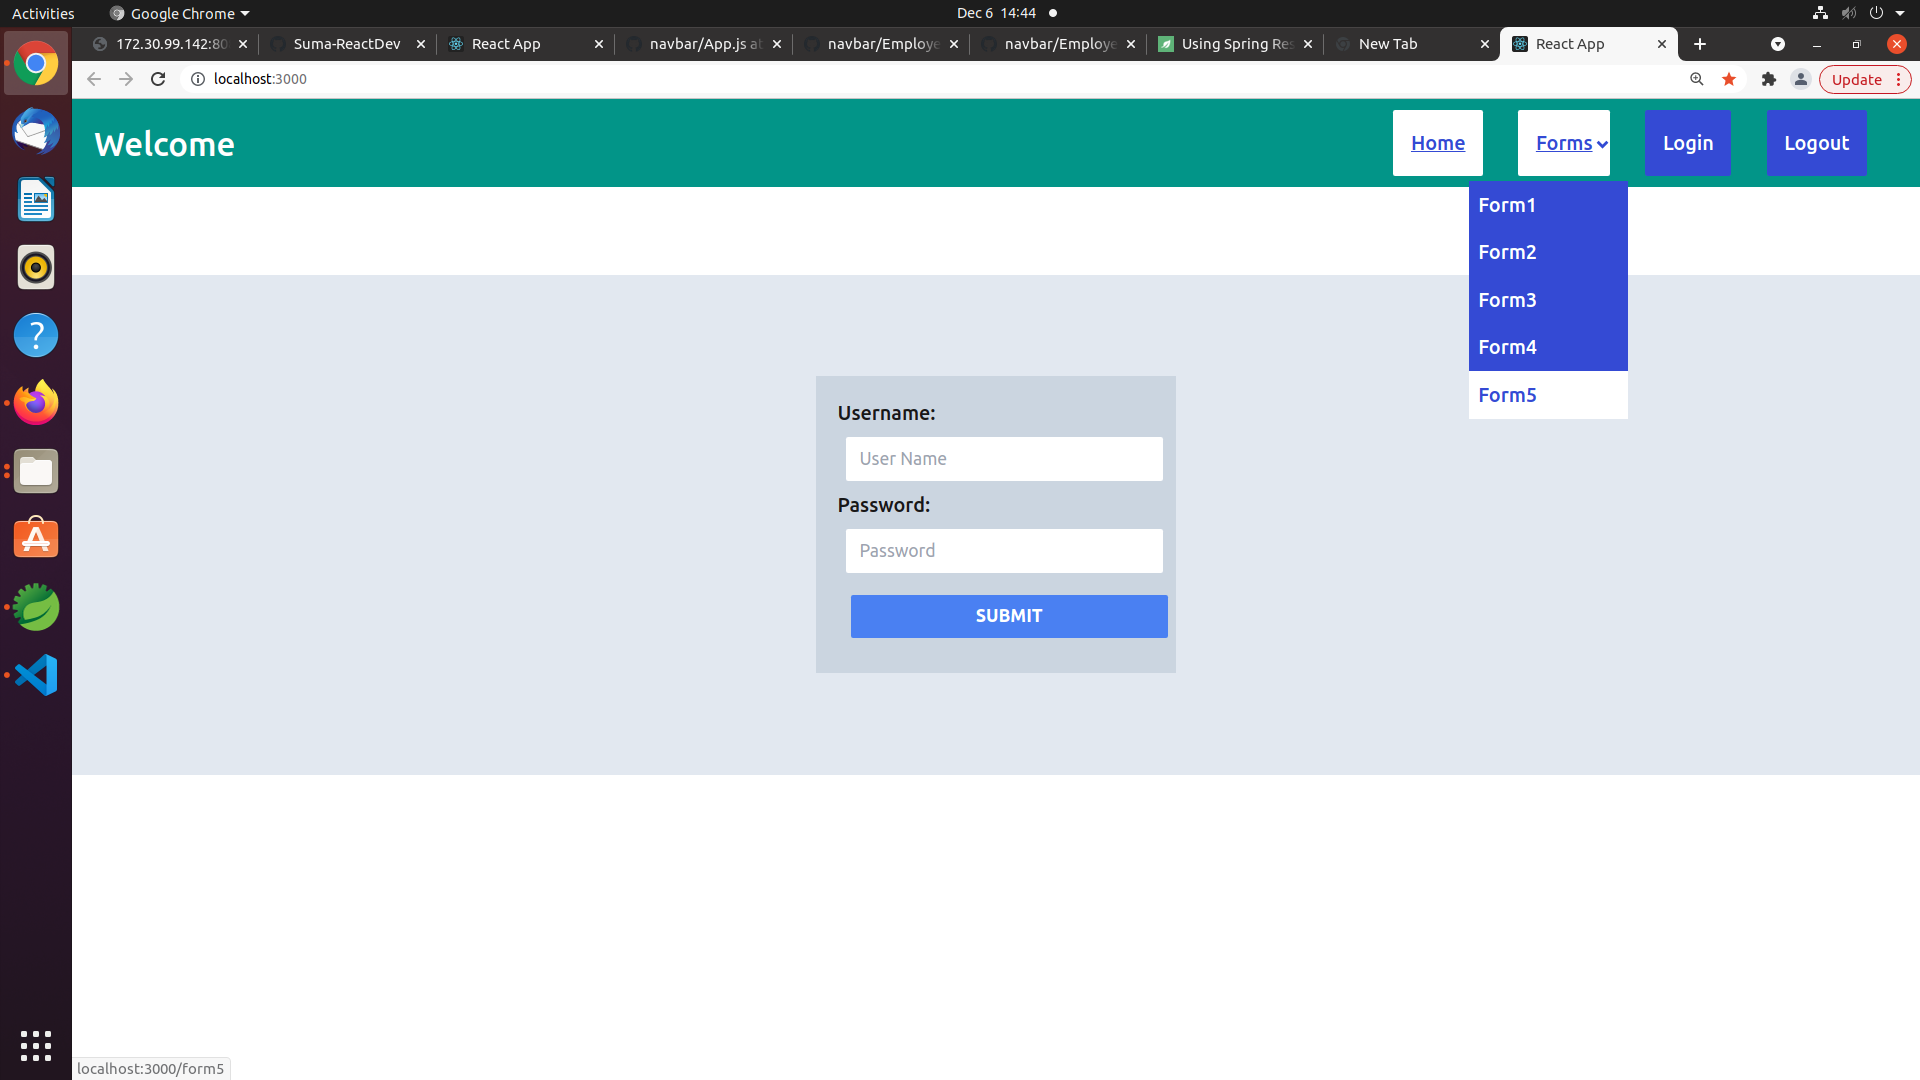 Activities
Google Chrome
Dec 6 14:44
172.30.99.142:80
Suma-ReactDev
React App
navbar/App.js at
navbar/Employe
navbar/Employe
Using Spring Res
New Tab
React App
localhost:3000
Update
Welcome
Home
Forms
Login
Logout
Form1
Form2
Form3
Form4
Form5
Username:
User Name
Password:
Password
SUBMIT
localhost:3000/form5